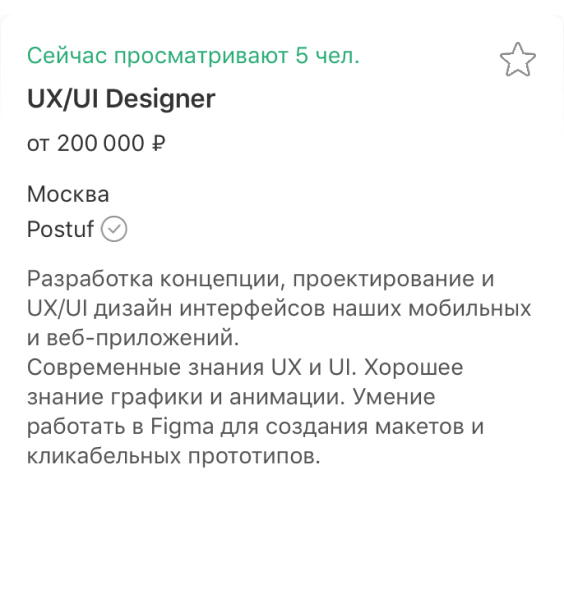 Сейчас просматривают 5 чел.
UX/UI Designer
от 200 000 ₽
Москва
Postuf
Разработка концепции, проектирование и
UX/UI дизайн интерфейсов наших мобильных
и веб-приложений.
Современные знания UX и UI. Хорошее
знание графики и анимации. Умение
работать в Figma для создания макетов и
кликабельных прототипов.